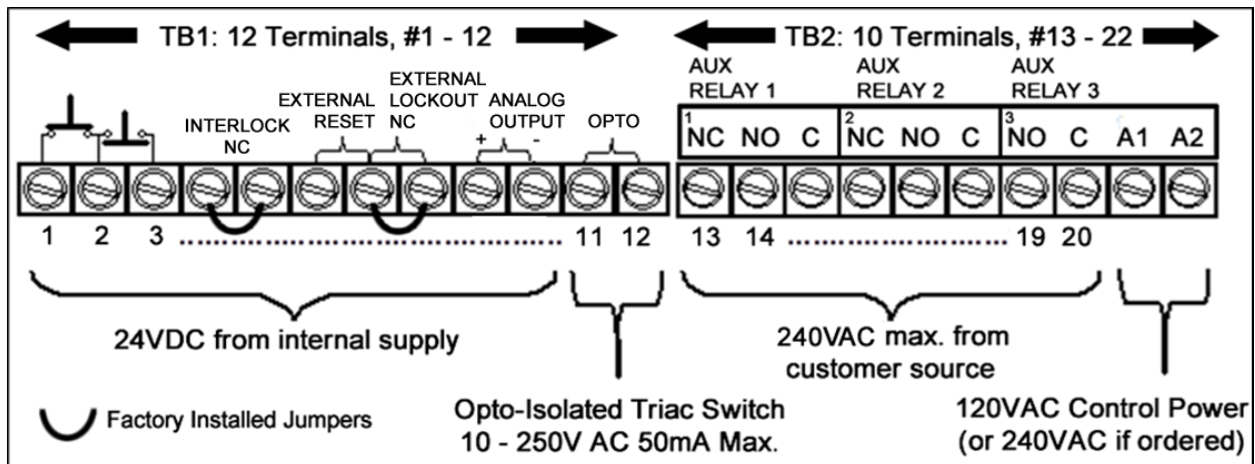 TB1: 12 Terminals, #1 - 12
TB2: 10 Terminals, #13 - 22
INTERLOCK
NC
EXTERNAL
RESET
EXTERNAL
LOCKOUT
NC
ANALOG
OUTPUT
+ -
OPTO
AUX
RELAY 1
AUX
RELAY 2
AUX
RELAY 3
1 NC NO C
2 NC NO C
3 NO C A1 A2
1 2 3 ................................................ 11 12
13 14 ........................... 19 20
24VDC from internal supply
240VAC max. from
customer source
Factory Installed Jumpers
Opto-Isolated Triac Switch
10 - 250V AC 50mA Max.
120VAC Control Power
(or 240VAC if ordered)